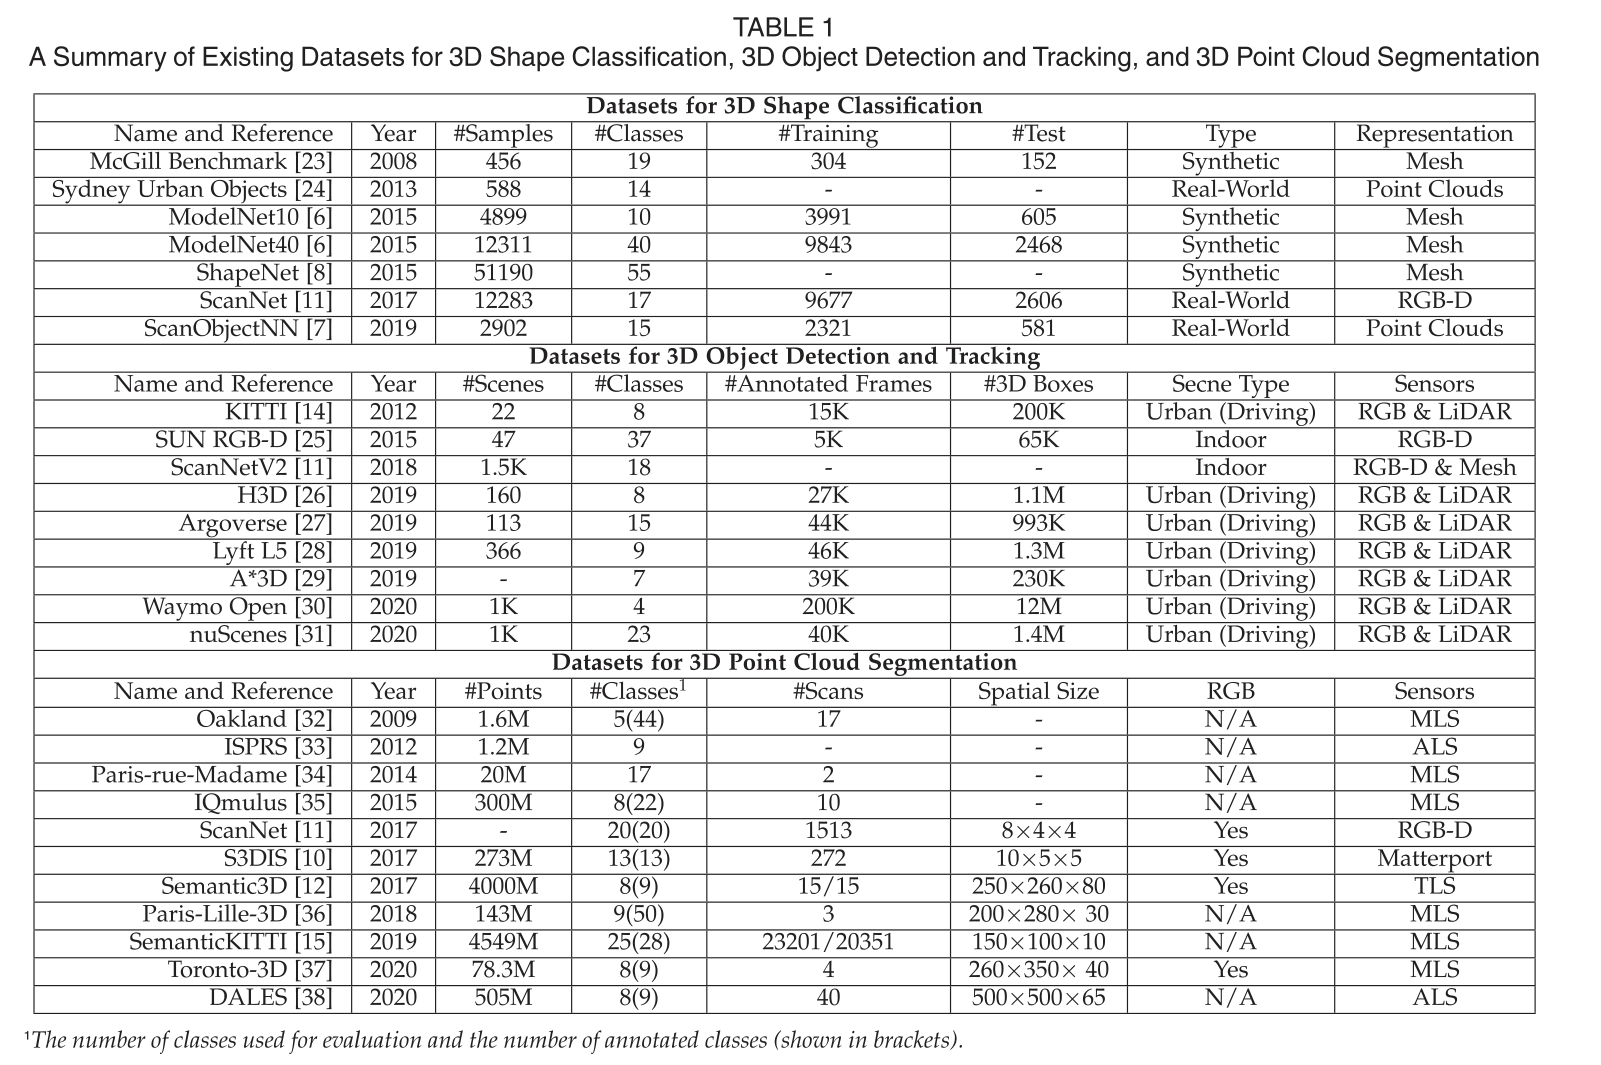 TABLE 1
A Summary of Existing Datasets for 3D Shape Classification, 3D Object Detection and Tracking, and 3D Point Cloud Segmentation
Datasets for 3D Shape Classification
Name and Reference Year #Samples #Classes #Training #Test Type Representation
McGill Benchmark [23] 2008 456 19 304 152 Synthetic Mesh
Sydney Urban Objects [24] 2013 588 14 - - Real-World Point Clouds
ModelNet10 [6] 2015 4899 10 3991 605 Synthetic Mesh
ModelNet40 [6] 2015 12311 40 9843 2468 Synthetic Mesh
ShapeNet [8] 2015 51190 55 - - Synthetic Mesh
ScanNet [11] 2017 12283 17 9677 2606 Real-World RGB-D
ScanObjectNN [7] 2019 2902 15 2321 581 Real-World Point Clouds
Datasets for 3D Object Detection and Tracking
Name and Reference Year #Scenes #Classes #Annotated Frames #3D Boxes Secne Type Sensors
KITTI [14] 2012 22 8 15K 200K Urban (Driving) RGB & LiDAR
SUN RGB-D [25] 2015 47 37 5K 65K Indoor RGB-D
ScanNetV2 [11] 2018 1.5K 18 - - Indoor RGB-D & Mesh
H3D [26] 2019 160 8 27K 1.1M Urban (Driving) RGB & LiDAR
Argoverse [27] 2019 113 15 44K 993K Urban (Driving) RGB & LiDAR
Lyft L5 [28] 2019 366 9 46K 1.3M Urban (Driving) RGB & LiDAR
A*3D [29] 2019 - 7 39K 230K Urban (Driving) RGB & LiDAR
Waymo Open [30] 2020 1K 4 200K 12M Urban (Driving) RGB & LiDAR
nuScenes [31] 2020 1K 23 40K 1.4M Urban (Driving) RGB & LiDAR
Datasets for 3D Point Cloud Segmentation
Name and Reference Year #Points #Classes¹ #Scans Spatial Size RGB Sensors
Oakland [32] 2009 1.6M 5(44) 17 - N/A MLS
ISPRS [33] 2012 1.2M 9 - - N/A ALS
Paris-rue-Madame [34] 2014 20M 17 2 - N/A MLS
IQmulus [35] 2015 300M 8(22) 10 - N/A MLS
ScanNet [11] 2017 - 20(20) 1513 8×4×4 Yes RGB-D
S3DIS [10] 2017 273M 13(13) 272 10×5×5 Yes Matterport
Semantic3D [12] 2017 4000M 8(9) 15/15 250×260×80 Yes TLS
Paris-Lille-3D [36] 2018 143M 9(50) 3 200×280× 30 N/A MLS
SemanticKITTI [15] 2019 4549M 25(28) 23201/20351 150×100×10 N/A MLS
Toronto-3D [37] 2020 78.3M 8(9) 4 260×350× 40 Yes MLS
DALES [38] 2020 505M 8(9) 40 500×500×65 N/A ALS
¹The number of classes used for evaluation and the number of annotated classes (shown in brackets).